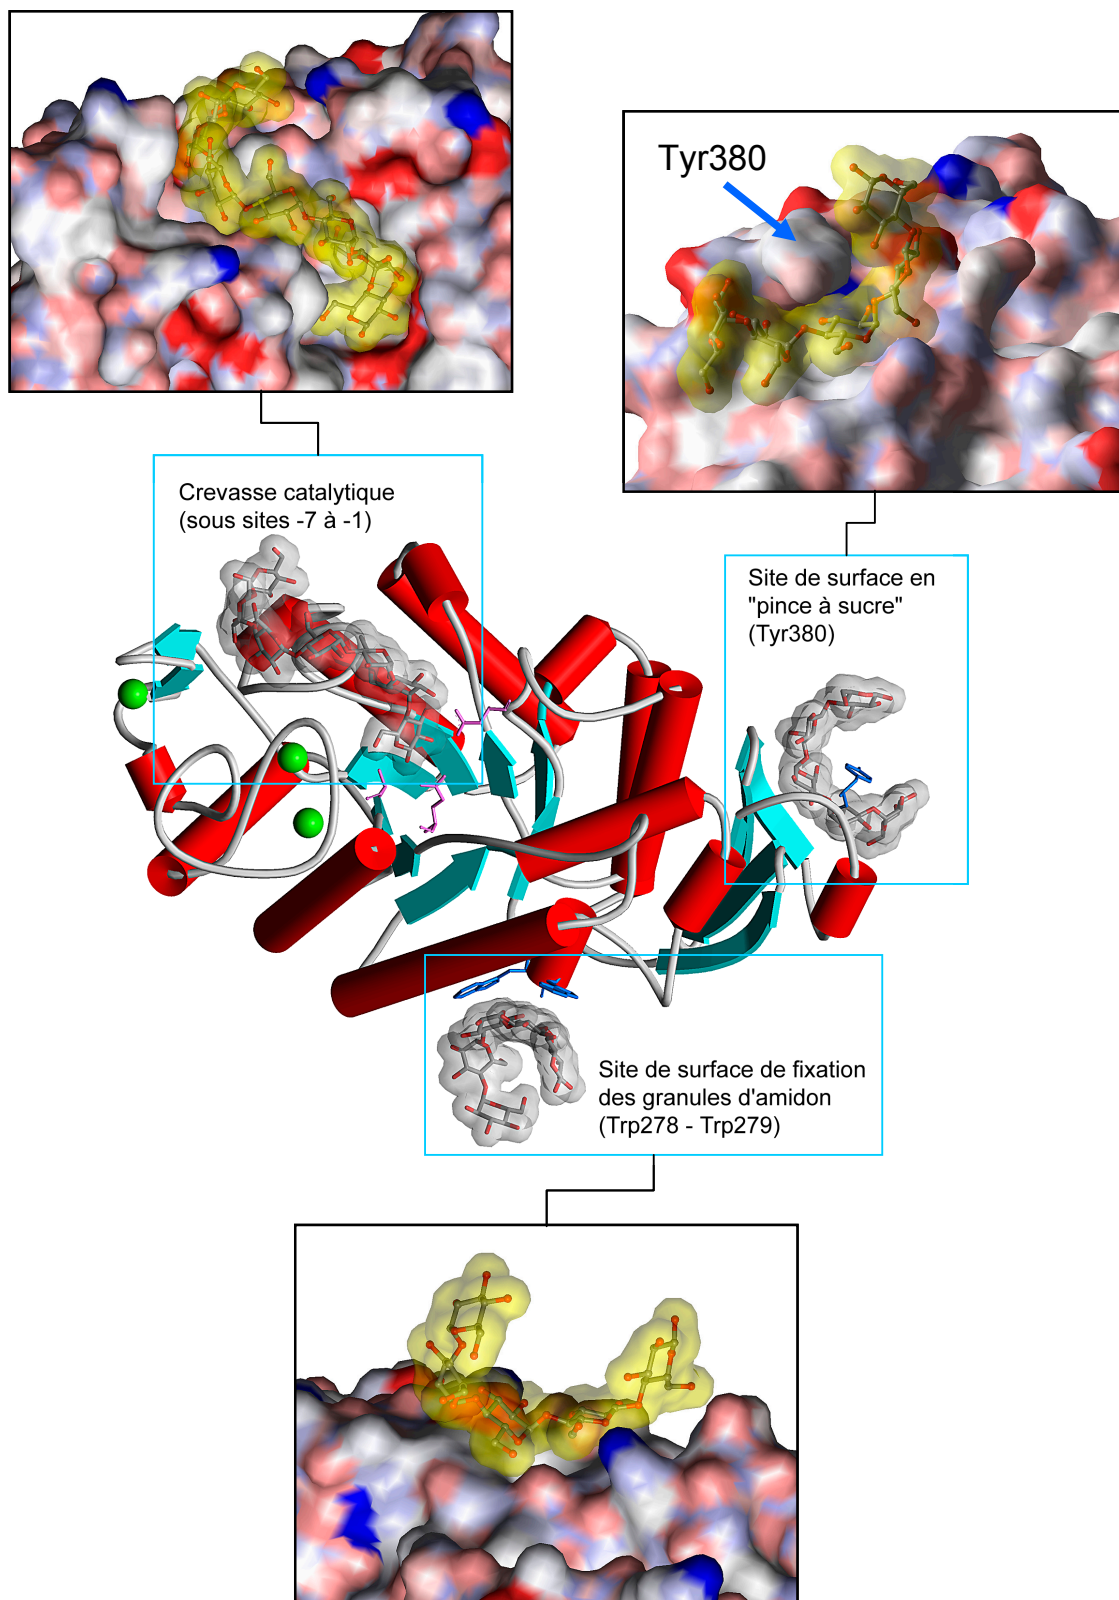 Tyr380
Crevasse catalytique
(sous sites -7 à -1)
Site de surface en
"pince à sucre"
(Tyr380)
Site de surface de fixation
des granules d'amidon
(Trp278 - Trp279)